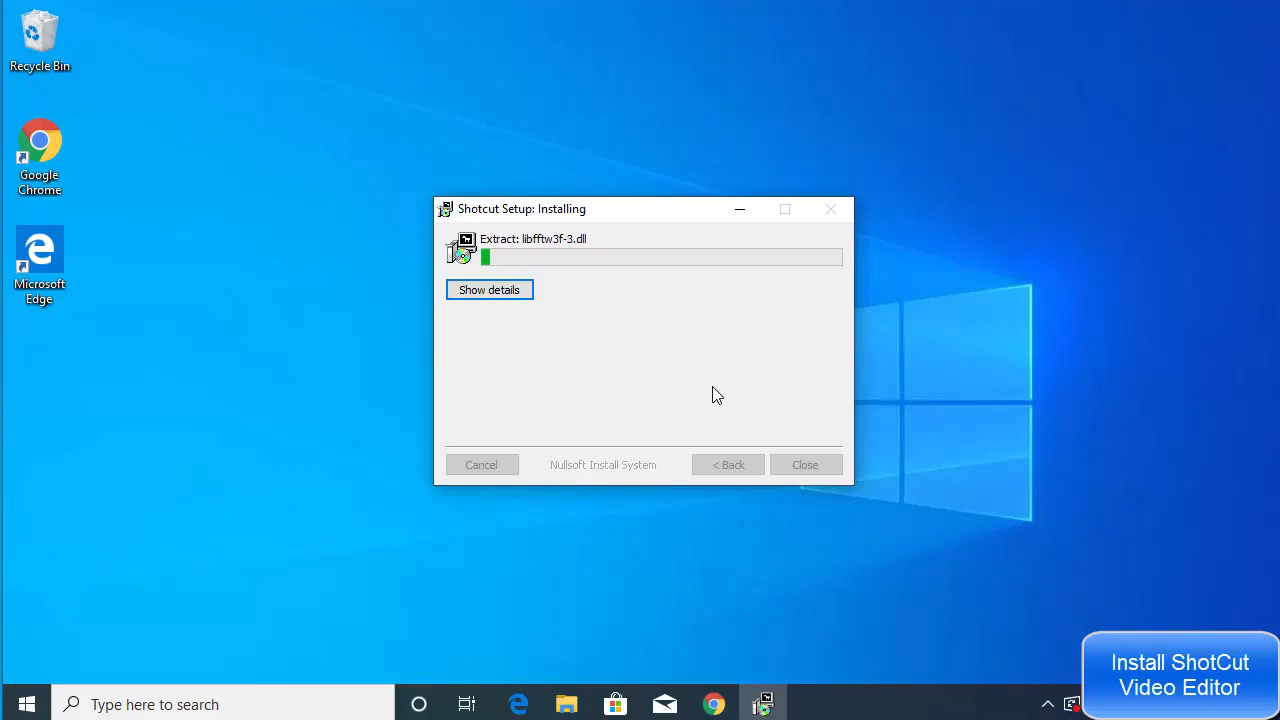 Recycle Bin
Google
Chrome
Microsoft
Edge
Shotcut Setup: Installing
Extract: libfftw3f-3.dll
Show details
Cancel
Nullsoft Install System
< Back
Close
Install ShotCut
Video Editor
Type here to search